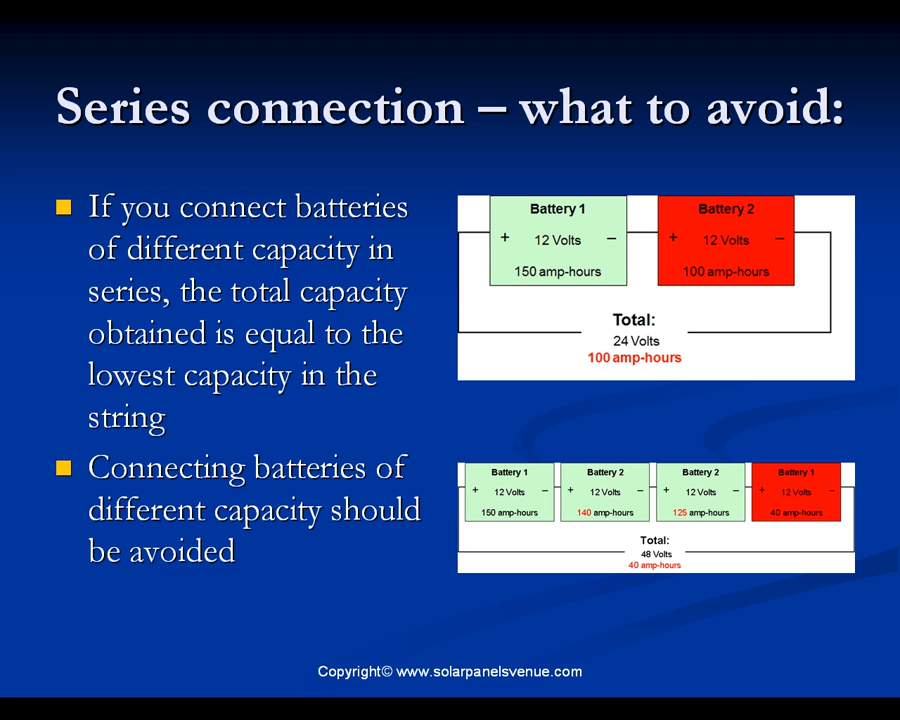 Series connection – what to avoid:
If you connect batteries
of different capacity in
series, the total capacity
obtained is equal to the
lowest capacity in the
string
Connecting batteries of
different capacity should
be avoided
Battery 1
+ 12 Volts –
150 amp-hours
Battery 2
+ 12 Volts –
100 amp-hours
Total:
24 Volts
100 amp-hours
Battery 1
+ 12 Volts –
150 amp-hours
Battery 2
+ 12 Volts –
140 amp-hours
Battery 2
+ 12 Volts –
125 amp-hours
Battery 1
+ 12 Volts –
40 amp-hours
Total:
48 Volts
40 amp-hours
Copyright© www.solarpanelsvenue.com